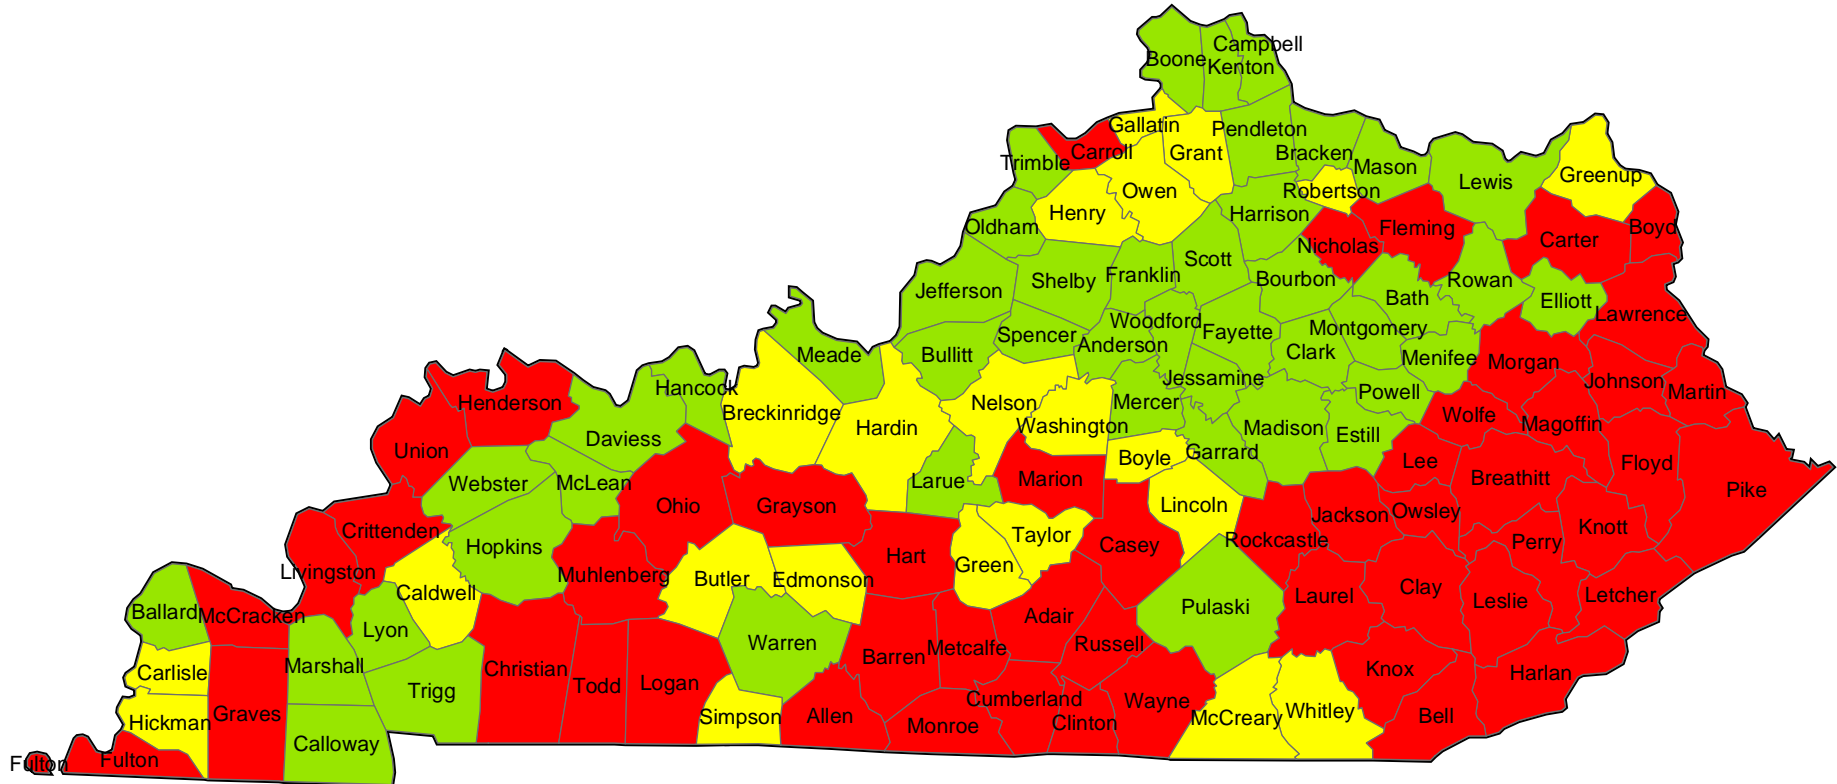 Campbell
Boone
Kenton
Gallatin
Pendleton
Carroll
Grant
Bracken
Trimble
Mason
Owen
Robertson
Lewis
Greenup
Henry
Harrison
Oldham
Fleming
Boyd
Nicholas
Carter
Scott
Franklin
Shelby
Bourbon
Rowan
Jefferson
Bath
Elliott
Lawrence
Woodford
Spencer
Fayette
Montgomery
Anderson
Clark
Meade
Bullitt
Menifee
Morgan
Jessamine
Johnson
Hancock
Powell
Martin
Henderson
Mercer
Nelson
Breckinridge
Wolfe
Magoffin
Washington
Hardin
Madison
Estill
Daviess
Union
Garrard
Boyle
Lee
Floyd
Webster
McLean
Larue
Marion
Breathitt
Pike
Ohio
Grayson
Lincoln
Jackson
Owsley
Crittenden
Knott
Taylor
Rockcastle
Perry
Hopkins
Casey
Hart
Green
Livingston
Muhlenberg
Butler
Edmonson
Caldwell
Clay
Laurel
Letcher
Leslie
Pulaski
Ballard
McCracken
Adair
Lyon
Warren
Russell
Metcalfe
Barren
Marshall
Christian
Knox
Carlisle
Harlan
Logan
Todd
Trigg
Cumberland
Wayne
Whitley
Graves
Simpson
Allen
Bell
McCreary
Hickman
Clinton
Monroe
Calloway
Fulton
Fulton